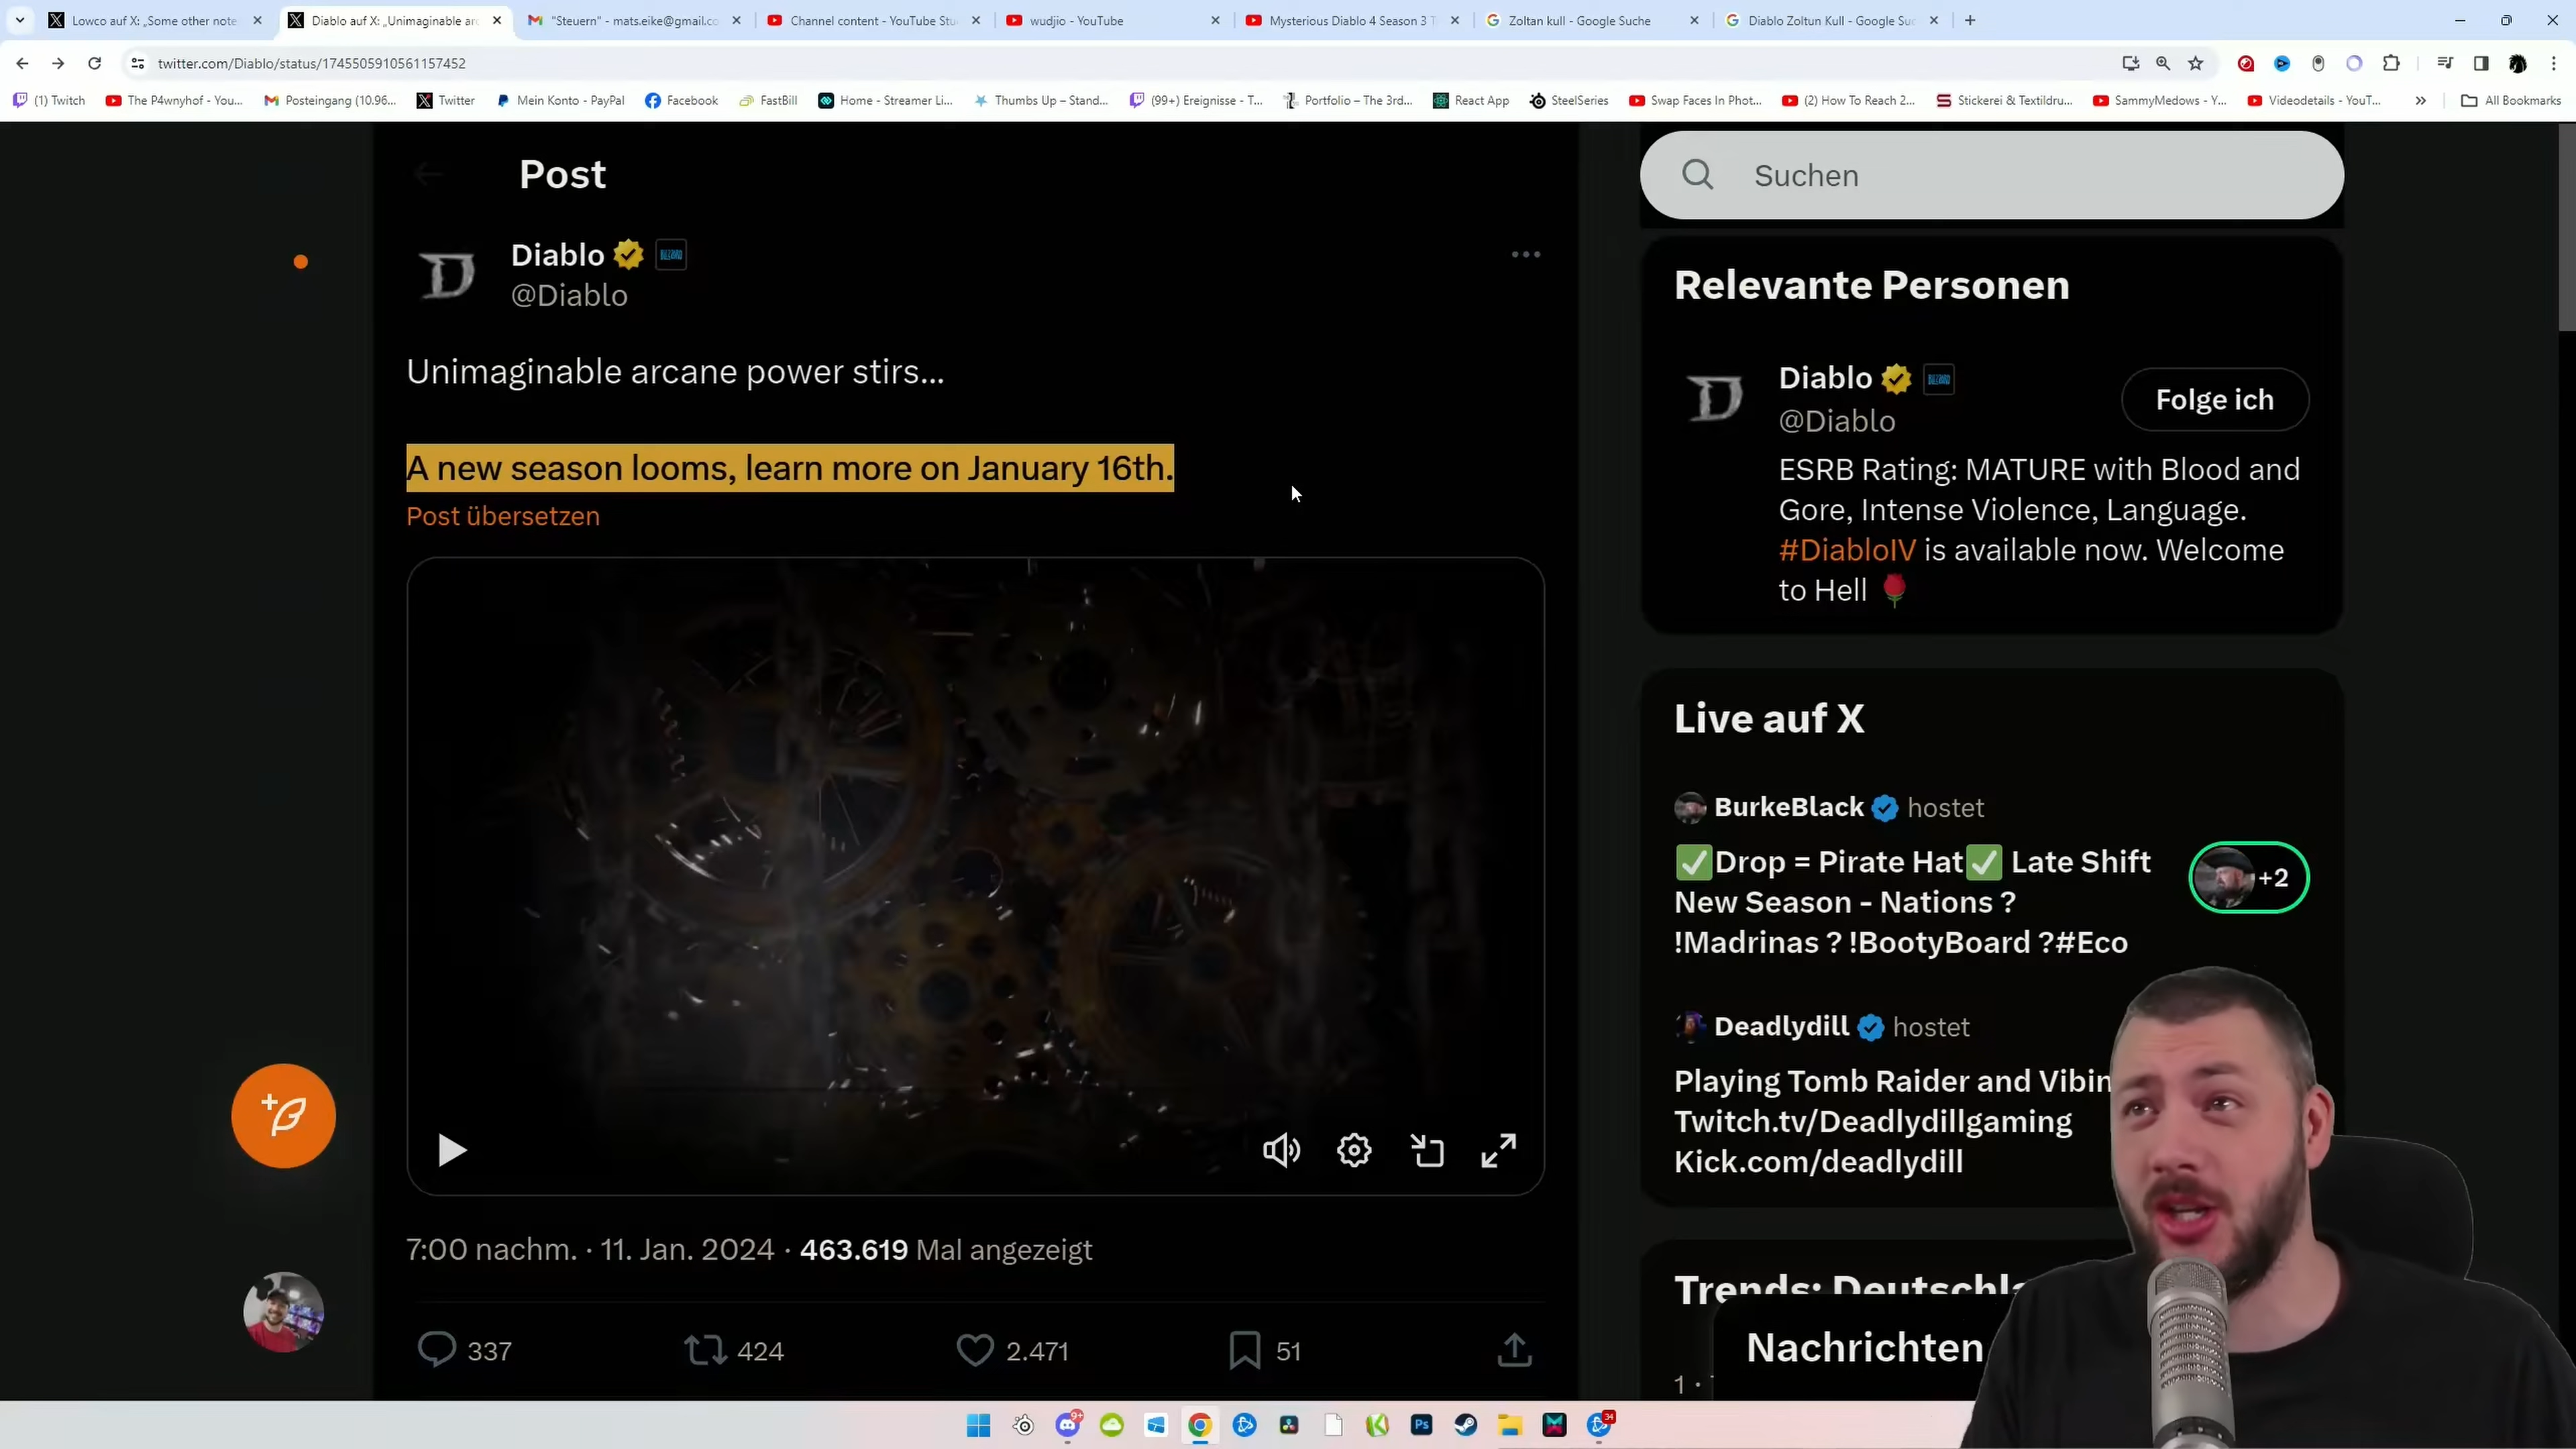 Lowco auf X: „Some other note
Diablo auf X: „Unimaginable arc
"Steuern" - mats.eike@gmail.co
Channel content - YouTube Stu
wudjio - YouTube
Mysterious Diablo 4 Season 3 T
Zoltan kull - Google Suche
Diablo Zoltun Kull - Google Suc
twitter.com/Diablo/status/1745505910561157452
(1) Twitch
The P4wnyhof - You...
Posteingang (10.96...
Twitter
Mein Konto - PayPal
Facebook
FastBill
Home - Streamer Li...
Thumbs Up – Stand...
(99+) Ereignisse - T...
Portfolio – The 3rd...
React App
SteelSeries
Swap Faces In Phot...
(2) How To Reach 2...
Stickerei & Textildru...
SammyMedows - Y...
Videodetails - YouT...
All Bookmarks
Post
Diablo
@Diablo
Unimaginable arcane power stirs...
A new season looms, learn more on January 16th.
Post übersetzen
7:00 nachm. · 11. Jan. 2024 · 463.619 Mal angezeigt
337
424
2.471
51
Suchen
Relevante Personen
Diablo
@Diablo
Folge ich
ESRB Rating: MATURE with Blood and
Gore, Intense Violence, Language.
#DiabloIV is available now. Welcome
to Hell
Live auf X
BurkeBlack hostet
Drop = Pirate Hat Late Shift
New Season - Nations ?
!Madrinas ? !BootyBoard ?#Eco
+2
Deadlydill hostet
Playing Tomb Raider and Vibin
Twitch.tv/Deadlydillgaming
Kick.com/deadlydill
Trends: Deutschla
Nachrichten
1 ·
9+
Ps
34